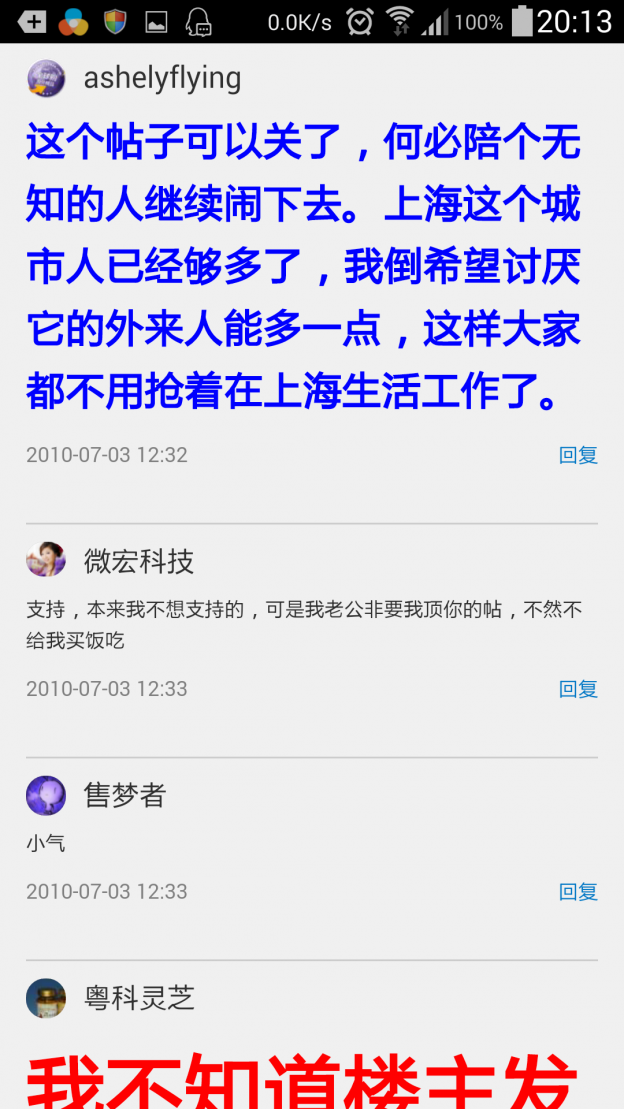 0.0K/s 100% 20:13
ashelyflying
这个帖子可以关了，何必陪个无
知的人继续闹下去。上海这个城
市人已经够多了，我倒希望讨厌
它的外来人能多一点，这样大家
都不用抢着在上海生活工作了。
2010-07-03 12:32 回复
微宏科技
支持，本来我不想支持的，可是我老公非要我顶你的帖，不然不
给我买饭吃
2010-07-03 12:33 回复
售梦者
小气
2010-07-03 12:33 回复
粤科灵芝
我不知道楼主发